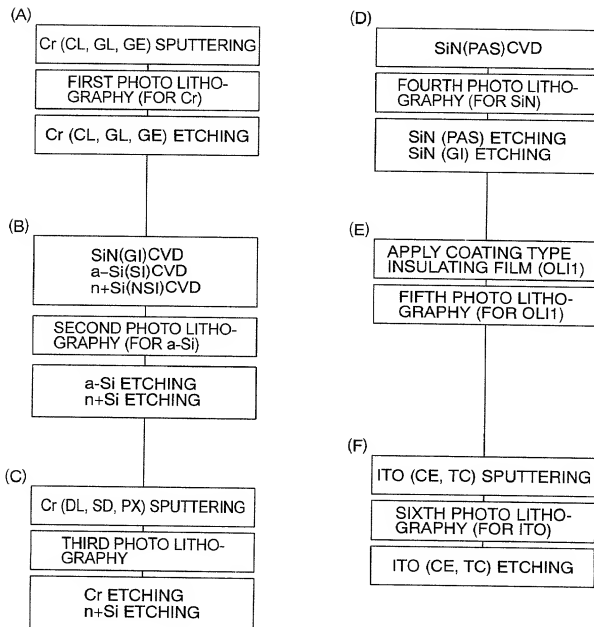 (A)
Cr (CL, GL, GE) SPUTTERING
FIRST PHOTO LITHO-
GRAPHY (FOR Cr)
Cr (CL, GL, GE) ETCHING
(B)
SiN(GI)CVD
a-Si(SI)CVD
n+Si(NSI)CVD
SECOND PHOTO LITHO-
GRAPHY (FOR a-Si)
a-Si ETCHING
n+Si ETCHING
(C)
Cr (DL, SD, PX) SPUTTERING
THIRD PHOTO LITHO-
GRAPHY
Cr ETCHING
n+Si ETCHING
(D)
SiN(PAS)CVD
FOURTH PHOTO LITHO-
GRAPHY (FOR SiN)
SiN (PAS) ETCHING
SiN (GI) ETCHING
(E)
APPLY COATING TYPE
INSULATING FILM (OLI1)
FIFTH PHOTO LITHO-
GRAPHY (FOR OLI1)
(F)
ITO (CE, TC) SPUTTERING
SIXTH PHOTO LITHO-
GRAPHY (FOR ITO)
ITO (CE, TC) ETCHING